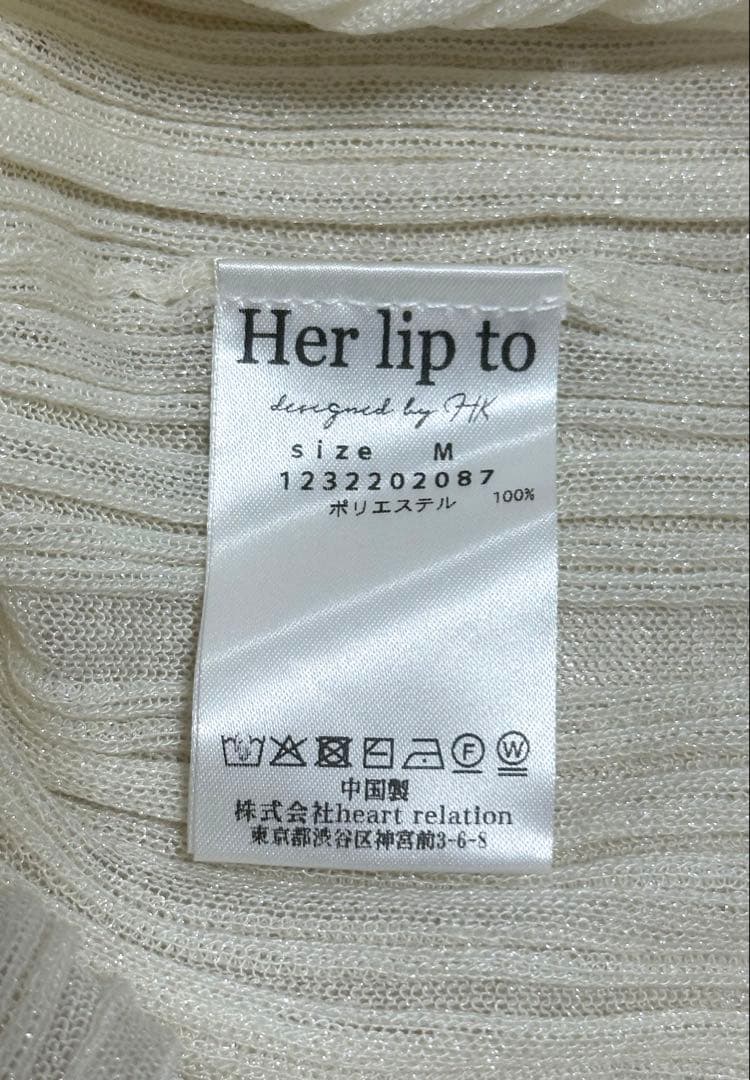 Her lip to
designed by HK
size M
1232202087
ポリエステル 100%
F W
中国製
株式会社heart relation
東京都渋谷区神宮前3-6-8